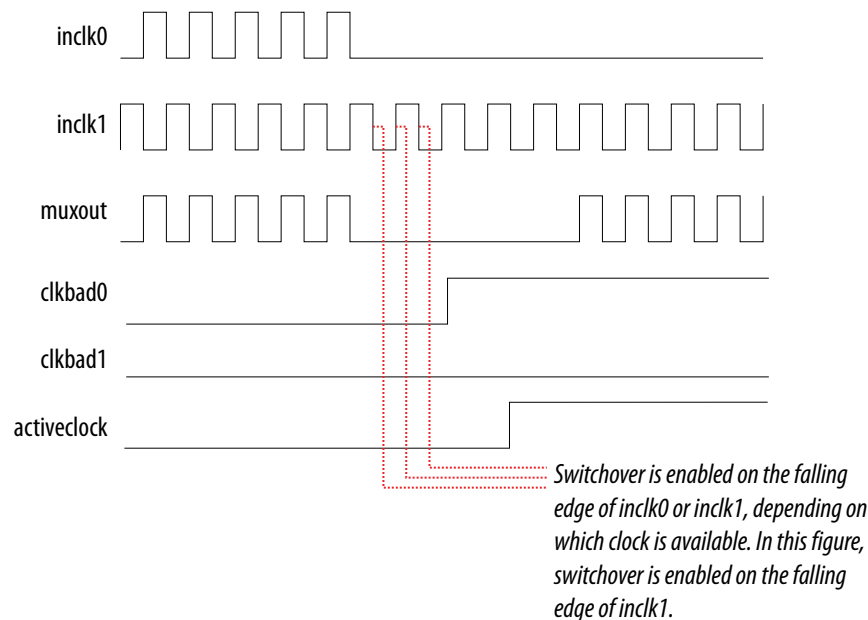 inclk0
inclk1
muxout
clkbad0
clkbad1
activeclock
Switchover is enabled on the falling
edge of inclk0 or inclk1, depending on
which clock is available. In this figure,
switchover is enabled on the falling
edge of inclk1.